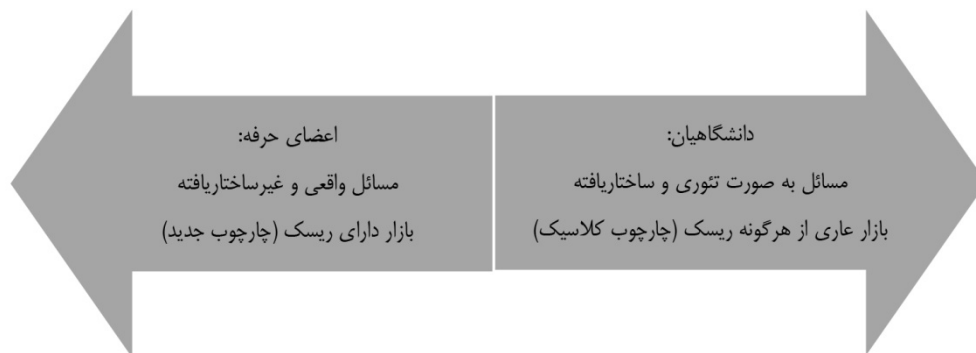 دانشگاهیان:
مسائل به صورت تئوری و ساختاریافته
بازار عاری از هرگونه ریسک (چارچوب کلاسیک)
اعضای حرفه:
مسائل واقعی و غیرساختاریافته
بازار دارای ریسک (چارچوب جدید)